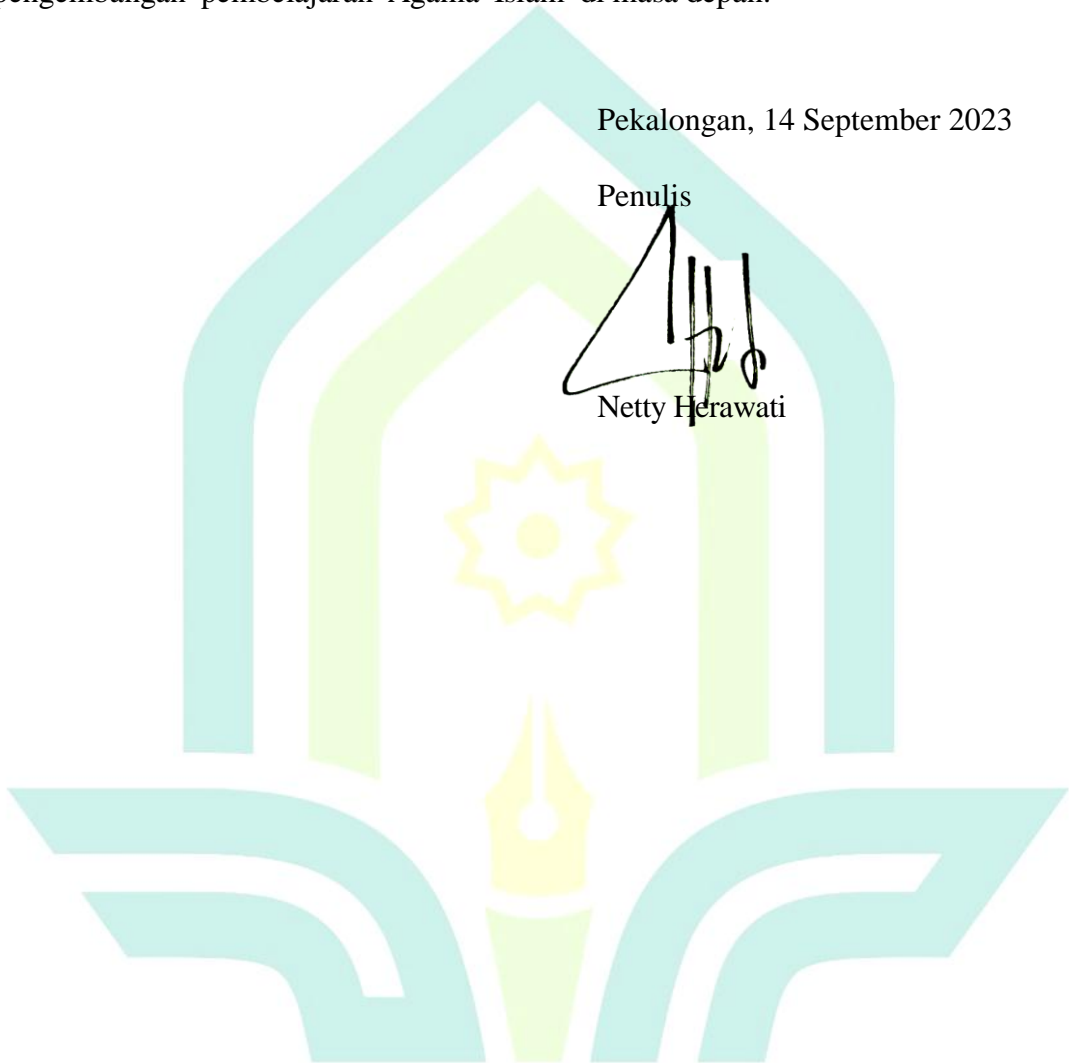 pengembangan pembelajaran Agama Islam di masa depan.
Pekalongan, 14 September 2023
Penulis
Netty Herawati